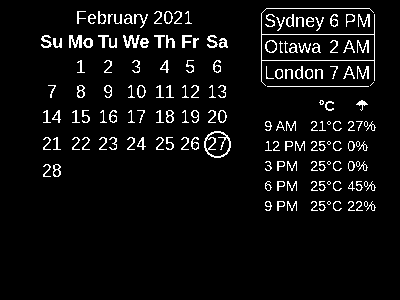 February 2021
Su Mo Tu We Th Fr Sa
1 2 3 4 5 6
7 8 9 10 11 12 13
14 15 16 17 18 19 20
21 22 23 24 25 26 27
28
Sydney 6 PM
Ottawa 2 AM
London 7 AM
°C ☂
9 AM 21°C 27%
12 PM 25°C 0%
3 PM 25°C 0%
6 PM 25°C 45%
9 PM 25°C 22%